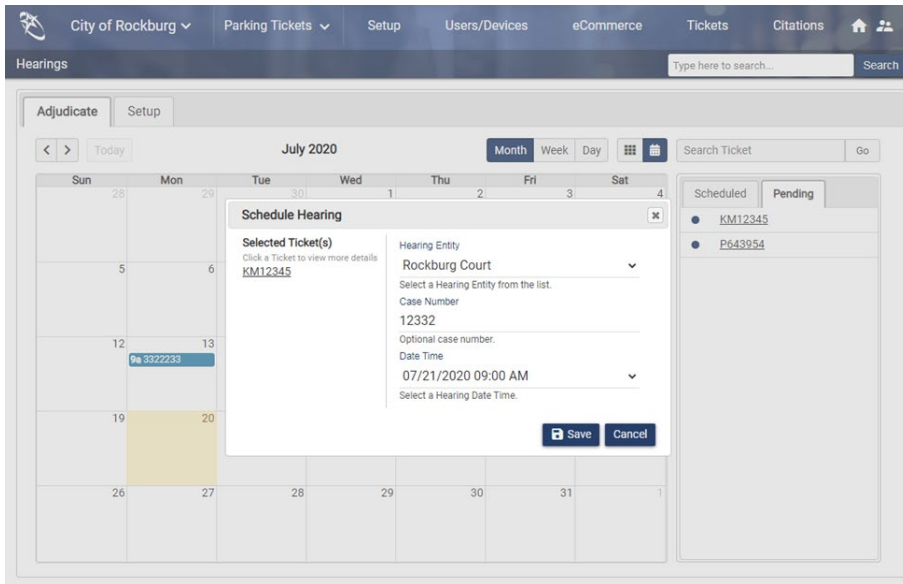 City of Rockburg Parking Tickets Setup Users/Devices eCommerce Tickets Citations
Hearings Type here to search... Search
Adjudicate Setup
Today July 2020 Month Week Day Search Ticket Go
Sun Mon Tue Wed Thu Fri Sat
28 29 30 1 2 3 4
Scheduled Pending
KM12345
P643954
Schedule Hearing
Selected Ticket(s)
Click a Ticket to view more details
KM12345
Hearing Entity
Rockburg Court
Select a Hearing Entity from the list.
Case Number
12332
Optional case number.
Date Time
07/21/2020 09:00 AM
Select a Hearing Date Time.
Save Cancel
5 6
12 13
9a 3322233
19 20
26 27 28 29 30 31 1